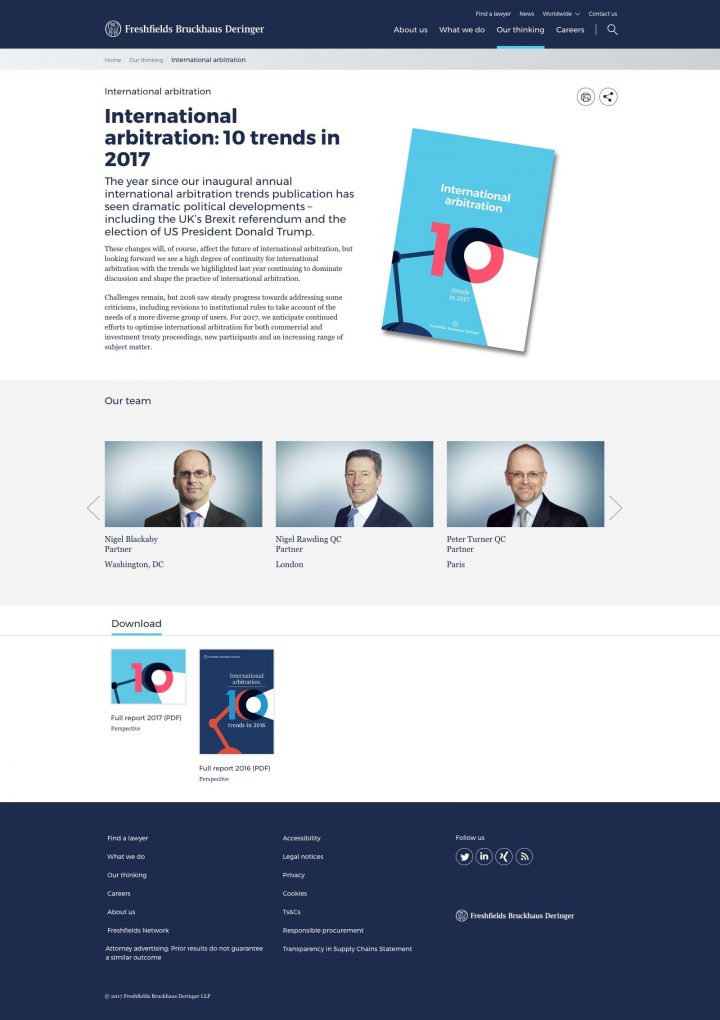 Find a lawyer News Worldwide Contact us
Freshfields Bruckhaus Deringer
About us What we do Our thinking Careers
Home / Our thinking / International arbitration
International arbitration
International
arbitration: 10 trends in
2017
The year since our inaugural annual
international arbitration trends publication has
seen dramatic political developments –
including the UK's Brexit referendum and the
election of US President Donald Trump.
These changes will, of course, affect the future of international arbitration, but
looking forward we see a high degree of continuity for international
arbitration with the trends we highlighted last year continuing to dominate
discussion and shape the practice of international arbitration.
Challenges remain, but 2016 saw steady progress towards addressing some
criticisms, including revisions to institutional rules to take account of the
needs of a more diverse group of users. For 2017, we anticipate continued
efforts to optimise international arbitration for both commercial and
investment treaty proceedings, new participants and an increasing range of
subject matter.
International
arbitration
10
trends
in 2017
Freshfields Bruckhaus Deringer
Our team
Nigel Blackaby
Partner
Washington, DC
Nigel Rawding QC
Partner
London
Peter Turner QC
Partner
Paris
Download
10
Full report 2017 (PDF)
Perspective
Freshfields Bruckhaus Deringer
International
arbitration:
10
trends in 2016
Full report 2016 (PDF)
Perspective
Find a lawyer
What we do
Our thinking
Careers
About us
Freshfields Network
Attorney advertising: Prior results do not guarantee
a similar outcome
Accessibility
Legal notices
Privacy
Cookies
Ts&Cs
Responsible procurement
Transparency in Supply Chains Statement
Follow us
Freshfields Bruckhaus Deringer
© 2017 Freshfields Bruckhaus Deringer LLP